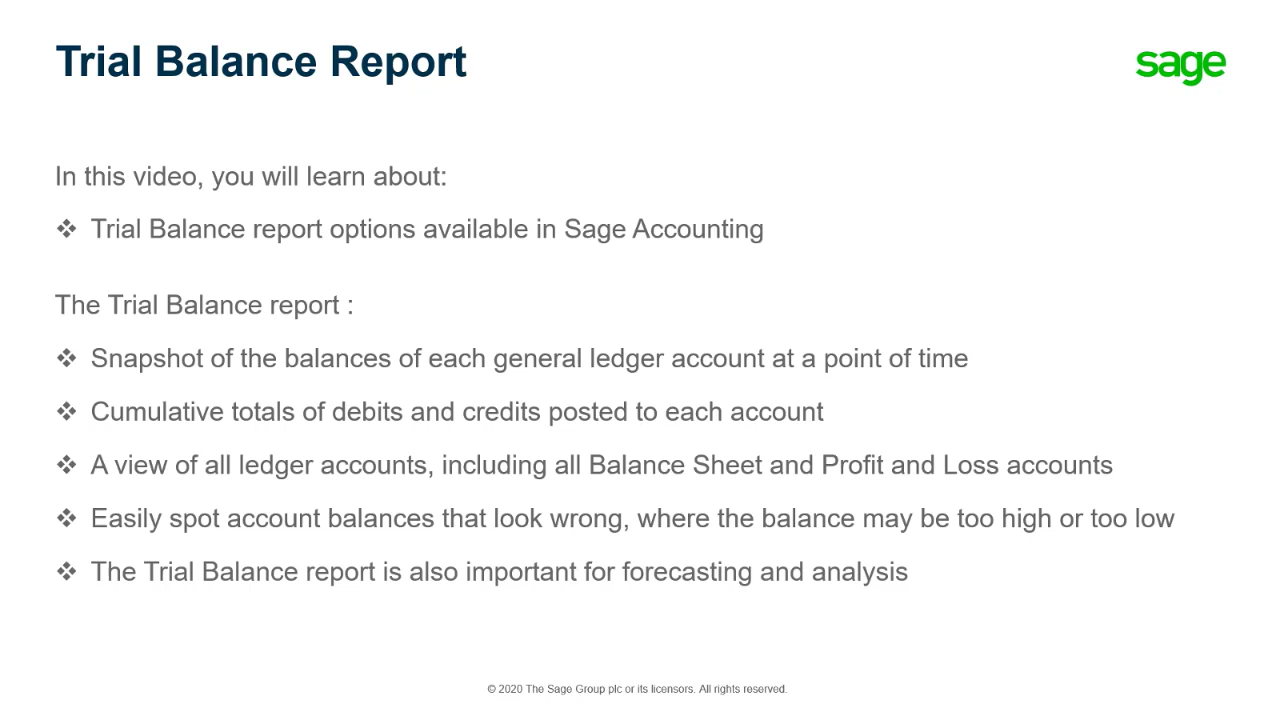 Trial Balance Report
sage
In this video, you will learn about:
❖ Trial Balance report options available in Sage Accounting
The Trial Balance report :
❖ Snapshot of the balances of each general ledger account at a point of time
❖ Cumulative totals of debits and credits posted to each account
❖ A view of all ledger accounts, including all Balance Sheet and Profit and Loss accounts
❖ Easily spot account balances that look wrong, where the balance may be too high or too low
❖ The Trial Balance report is also important for forecasting and analysis
© 2020 The Sage Group plc or its licensors. All rights reserved.